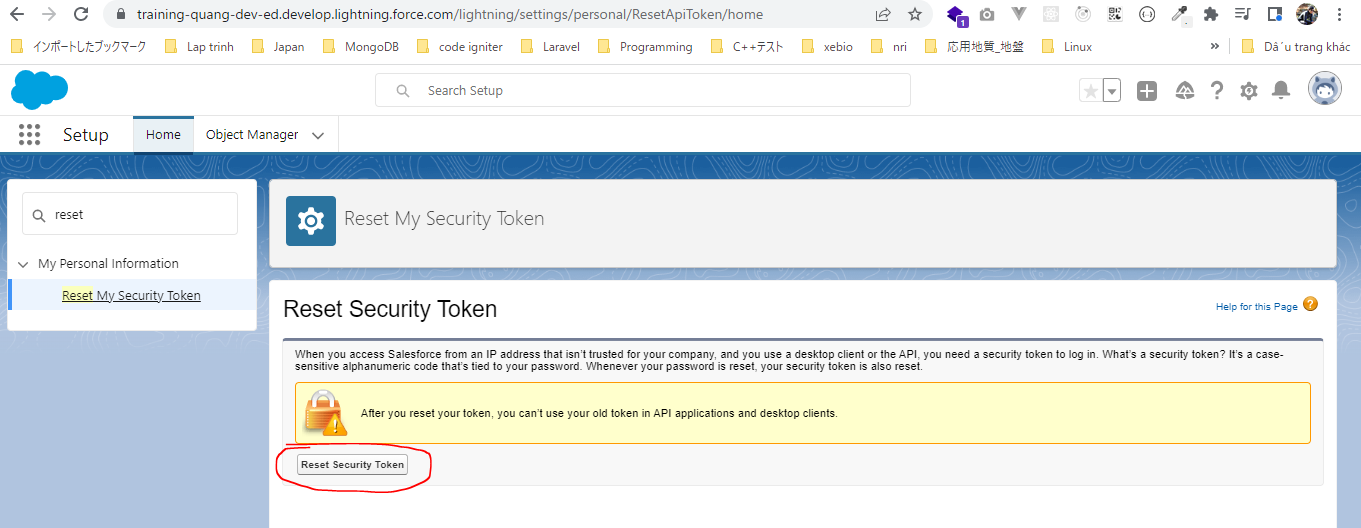 training-quang-dev-ed.develop.lightning.force.com/lightning/settings/personal/ResetApiToken/home
1
インポートしたブックマーク Lap trinh Japan MongoDB code igniter Laravel Programming C++テスト xebio nri 応用地質_地盤 Linux » Dấu trang khác
Search Setup
Setup Home Object Manager
reset
My Personal Information
Reset My Security Token
Reset My Security Token
Reset Security Token
Help for this Page ?
When you access Salesforce from an IP address that isn't trusted for your company, and you use a desktop client or the API, you need a security token to log in. What's a security token? It's a case-
sensitive alphanumeric code that's tied to your password. Whenever your password is reset, your security token is also reset.
After you reset your token, you can't use your old token in API applications and desktop clients.
Reset Security Token